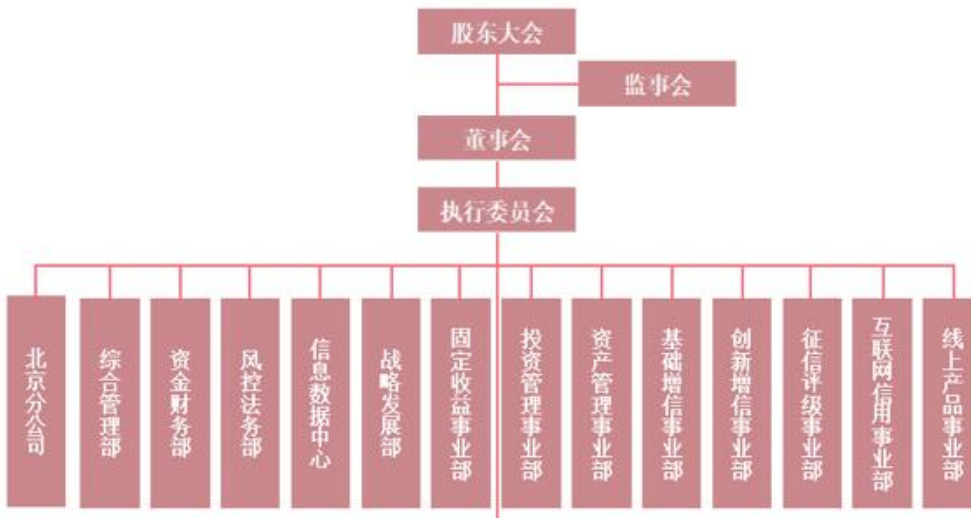 股东大会
监事会
董事会
执行委员会
北京分公司
综合管理部
资金财务部
风控法务部
信息数据中心
战略发展部
固定收益事业部
投资管理事业部
资产管理事业部
基础增信事业部
创新增信事业部
征信评级事业部
互联网信用事业部
线上产品事业部